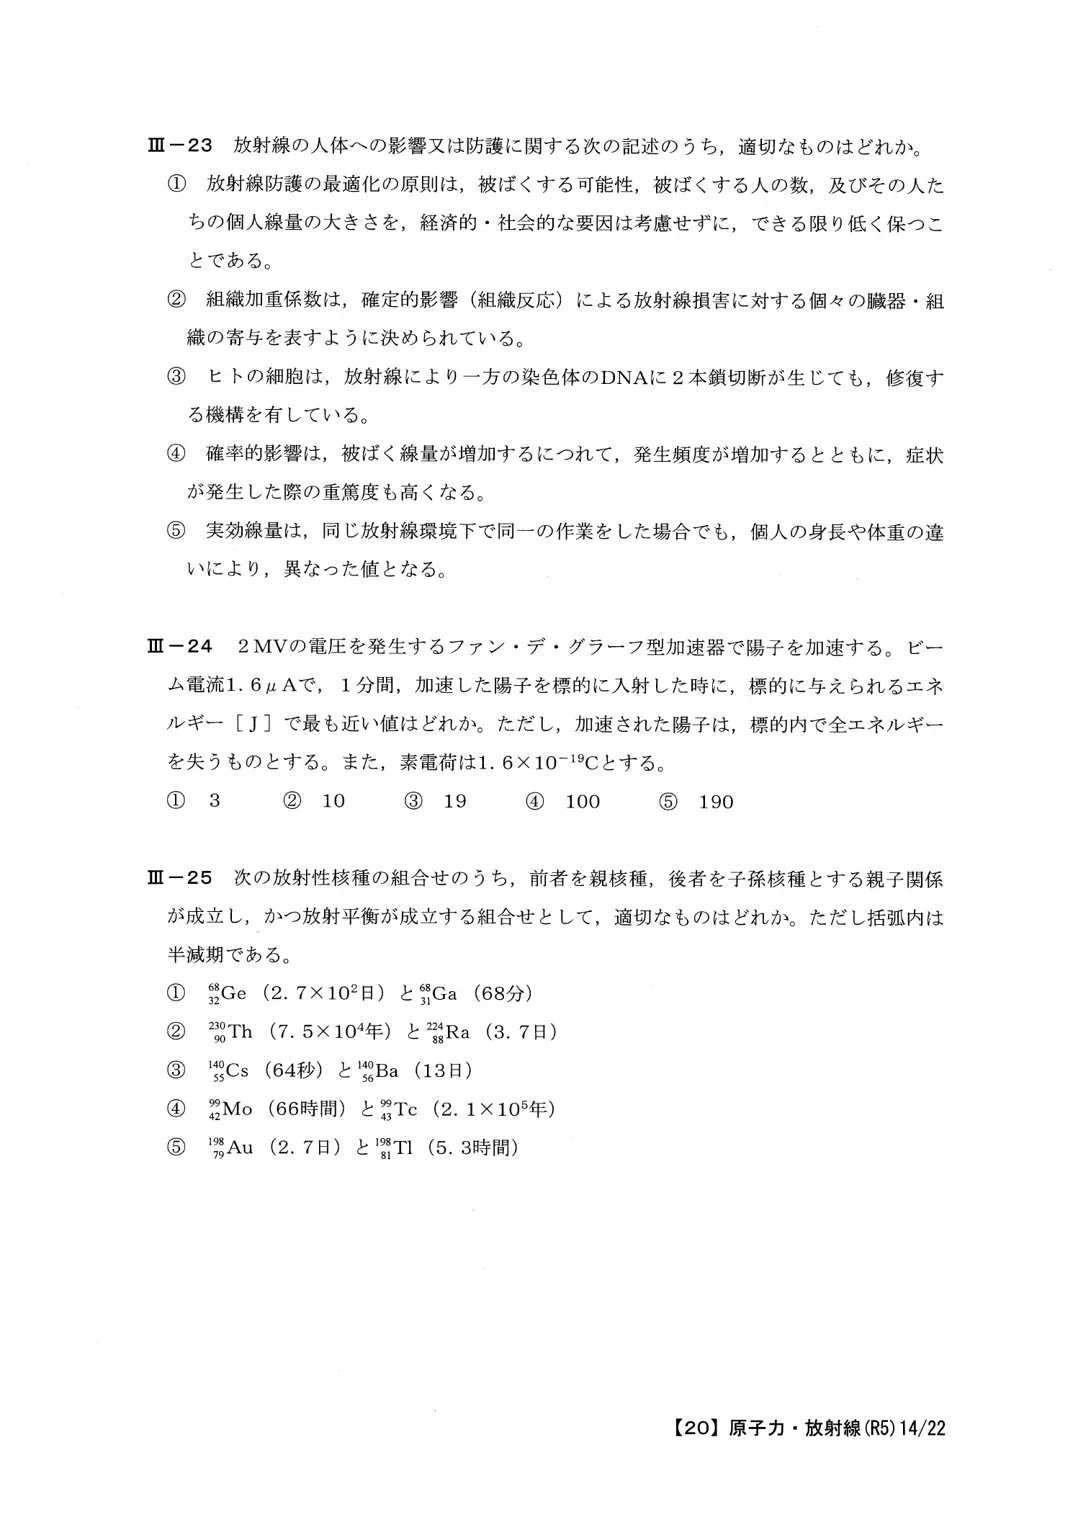 Ⅲ－23　放射線の人体への影響又は防護に関する次の記述のうち，適切なものはどれか。
①　放射線防護の最適化の原則は，被ばくする可能性，被ばくする人の数，及びその人た
ちの個人線量の大きさを，経済的・社会的な要因は考慮せずに，できる限り低く保つこ
とである。
②　組織加重係数は，確定的影響（組織反応）による放射線損害に対する個々の臓器・組
織の寄与を表すように決められている。
③　ヒトの細胞は，放射線により一方の染色体のDNAに２本鎖切断が生じても，修復す
る機構を有している。
④　確率的影響は，被ばく線量が増加するにつれて，発生頻度が増加するとともに，症状
が発生した際の重篤度も高くなる。
⑤　実効線量は，同じ放射線環境下で同一の作業をした場合でも，個人の身長や体重の違
いにより，異なった値となる。
Ⅲ－24　２MVの電圧を発生するファン・デ・グラーフ型加速器で陽子を加速する。ビー
ム電流1.6μAで，１分間，加速した陽子を標的に入射した時に，標的に与えられるエネ
ルギー［J］で最も近い値はどれか。ただし，加速された陽子は，標的内で全エネルギー
を失うものとする。また，素電荷は1.6×10⁻¹⁹Cとする。
①　3　　②　10　　③　19　　④　100　　⑤　190
Ⅲ－25　次の放射性核種の組合せのうち，前者を親核種，後者を子孫核種とする親子関係
が成立し，かつ放射平衡が成立する組合せとして，適切なものはどれか。ただし括弧内は
半減期である。
①　⁶⁸₃₂Ge（2.7×10²日）と⁶⁸₃₁Ga（68分）
②　²³⁰₉₀Th（7.5×10⁴年）と²²⁴₈₈Ra（3.7日）
③　¹⁴⁰₅₅Cs（64秒）と¹⁴⁰₅₆Ba（13日）
④　⁹⁹₄₂Mo（66時間）と⁹⁹₄₃Tc（2.1×10⁵年）
⑤　¹⁹⁸₇₉Au（2.7日）と¹⁹⁸₈₁Tl（5.3時間）
【20】原子力・放射線(R5)14/22